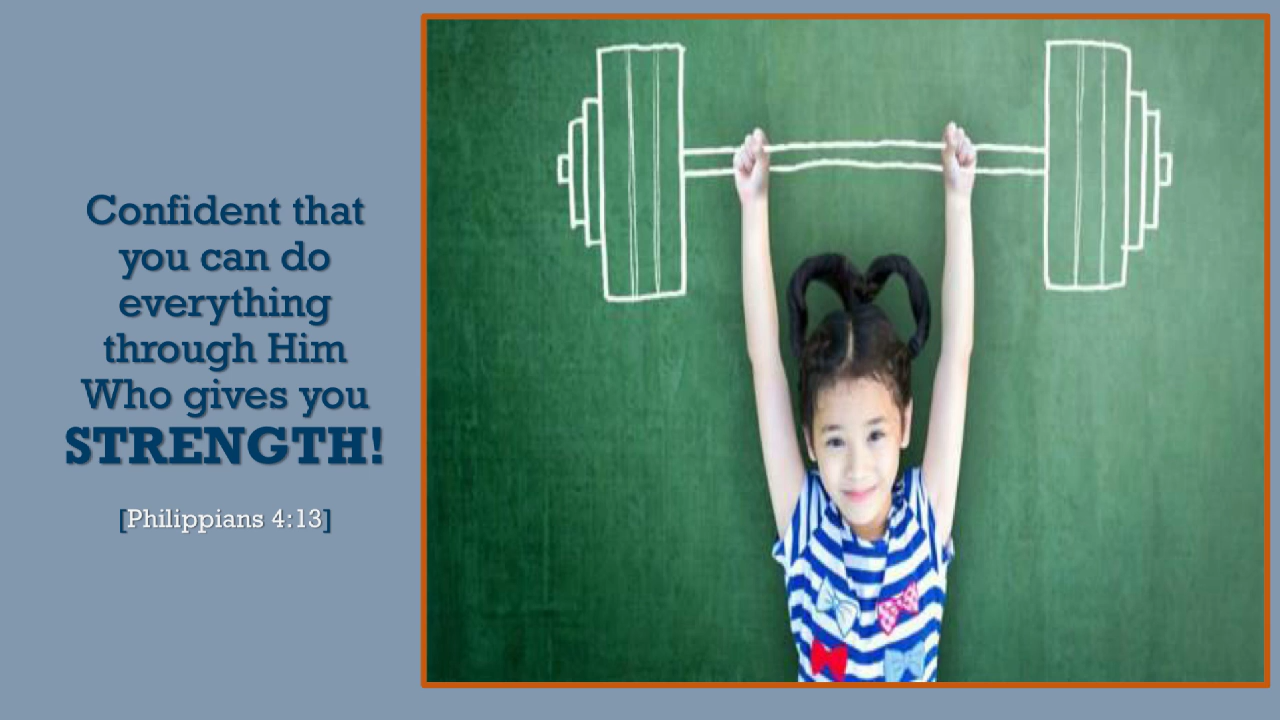 Confident that
you can do
everything
through Him
Who gives you
STRENGTH!
[Philippians 4:13]